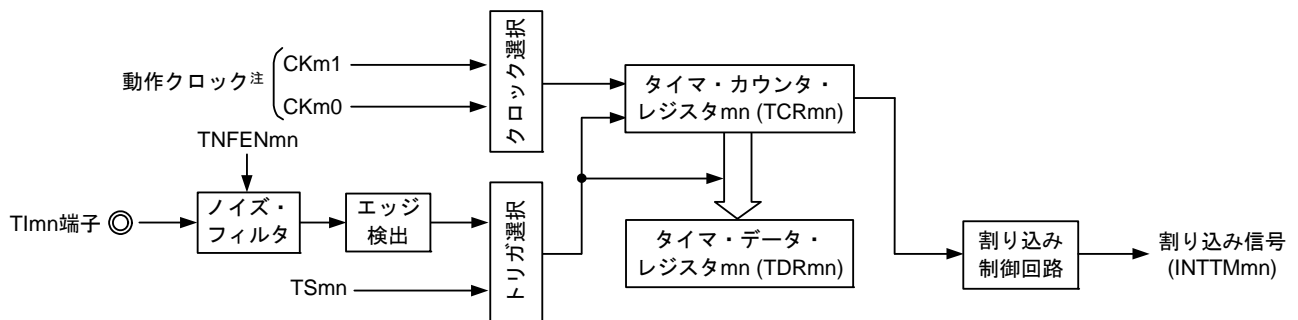 動作クロック注
CKm1
CKm0
クロック選択
タイマ・カウンタ・
レジスタmn (TCRmn)
TNFENmn
TImn端子
ノイズ・
フィルタ
エッジ
検出
トリガ選択
TSmn
タイマ・データ・
レジスタmn (TDRmn)
割り込み
制御回路
割り込み信号
(INTTMmn)